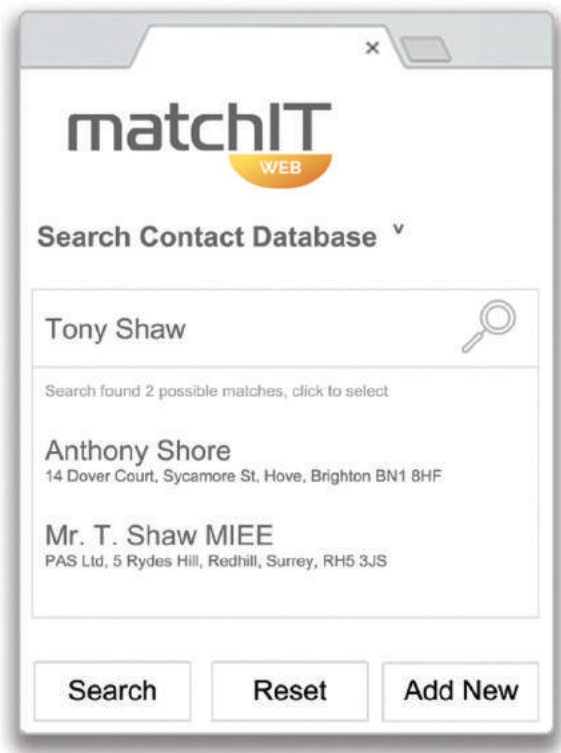 matchIT
WEB
Search Contact Database ˅
Tony Shaw
Search found 2 possible matches, click to select
Anthony Shore
14 Dover Court, Sycamore St, Hove, Brighton BN1 8HF
Mr. T. Shaw MIEE
PAS Ltd, 5 Rydes Hill, Redhill, Surrey, RH5 3JS
Search
Reset
Add New